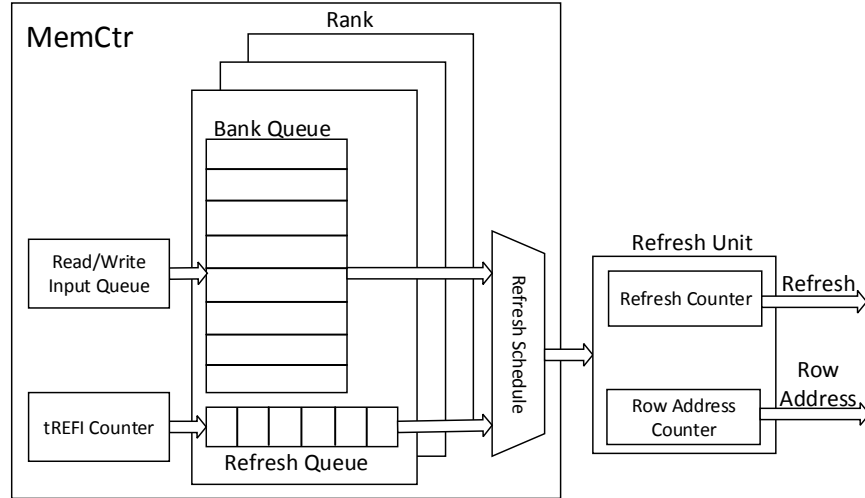 MemCtr
Rank
Bank Queue
Read/Write
Input Queue
tREFI Counter
Refresh Queue
Refresh Schedule
Refresh Unit
Refresh Counter
Refresh
Row Address
Counter
Row
Address